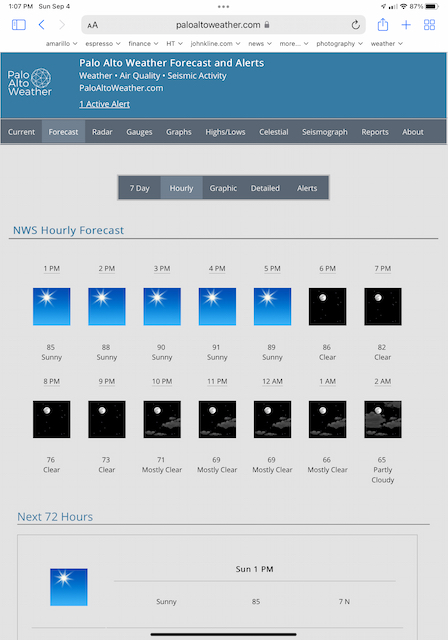 1:07 PM Sun Sep 4
87%
AA paloaltoweather.com
amarillo espresso finance HT johnkline.com news more... photography weather
Palo Alto Weather
Palo Alto Weather Forecast and Alerts
Weather • Air Quality • Seismic Activity
PaloAltoWeather.com
1 Active Alert
Current Forecast Radar Gauges Graphs Highs/Lows Celestial Seismograph Reports About
7 Day Hourly Graphic Detailed Alerts
NWS Hourly Forecast
1 PM 2 PM 3 PM 4 PM 5 PM 6 PM 7 PM
85 88 90 91 89 86 82
Sunny Sunny Sunny Sunny Sunny Clear Clear
8 PM 9 PM 10 PM 11 PM 12 AM 1 AM 2 AM
76 73 71 69 69 66 65
Clear Clear Mostly Clear Mostly Clear Mostly Clear Mostly Clear Partly
Cloudy
Next 72 Hours
Sun 1 PM
Sunny 85 7 N